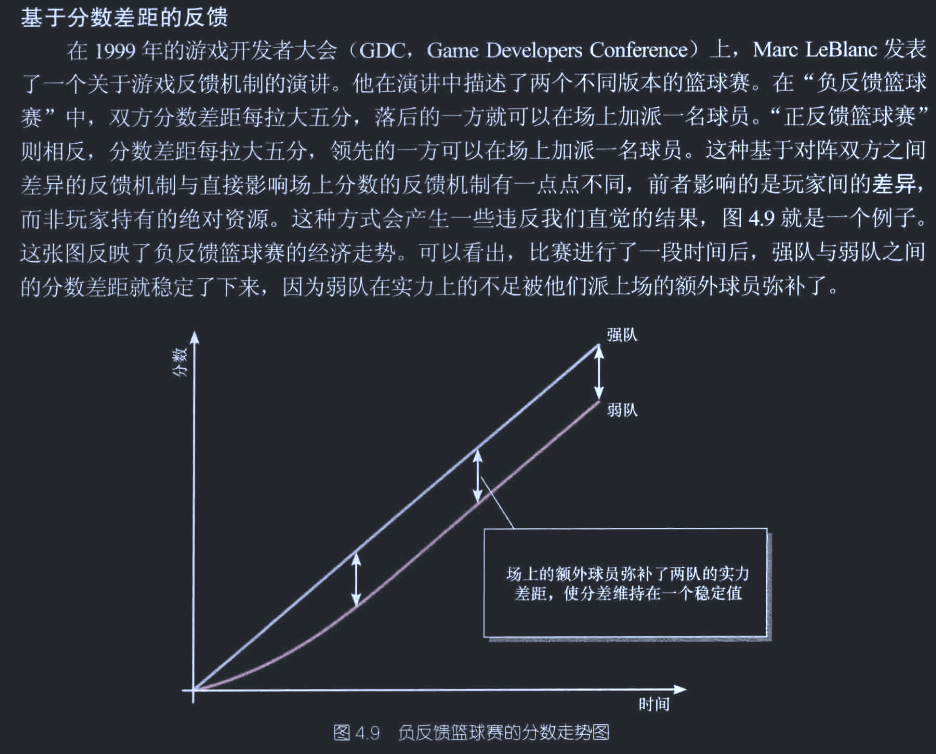 基于分数差距的反馈
在 1999 年的游戏开发者大会（GDC，Game Developers Conference）上，Marc LeBlanc 发表
了一个关于游戏反馈机制的演讲。他在演讲中描述了两个不同版本的篮球赛。在“负反馈篮球
赛”中，双方分数差距每拉大五分，落后的一方就可以在场上加派一名球员。“正反馈篮球赛”
则相反，分数差距每拉大五分，领先的一方可以在场上加派一名球员。这种基于对阵双方之间
差异的反馈机制与直接影响场上分数的反馈机制有一点点不同，前者影响的是玩家间的差异，
而非玩家持有的绝对资源。这种方式会产生一些违反我们直觉的结果，图 4.9 就是一个例子。
这张图反映了负反馈篮球赛的经济走势。可以看出，比赛进行了一段时间后，强队与弱队之间
的分数差距就稳定了下来，因为弱队在实力上的不足被他们派上场的额外球员弥补了。
分数
强队
弱队
场上的额外球员弥补了两队的实力
差距，使分差维持在一个稳定值
时间
图 4.9 负反馈篮球赛的分数走势图